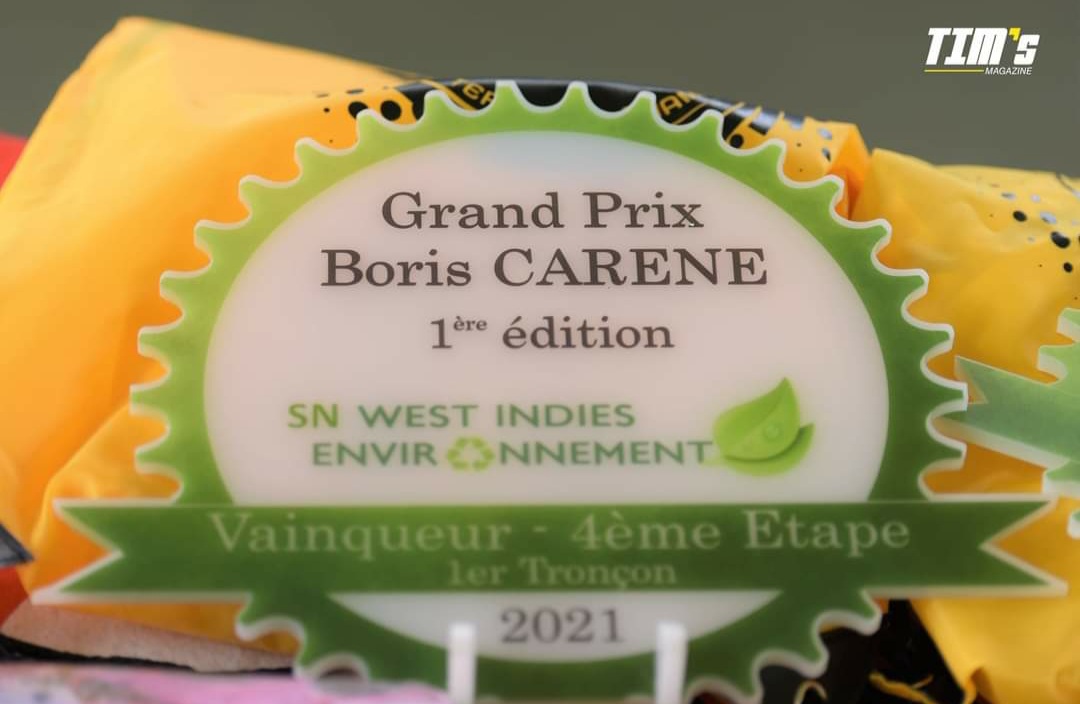 TIM's
MAGAZINE
Grand Prix
Boris CARENE
1ère édition
SN WEST INDIES
ENVIRONNEMENT
Vainqueur - 4ème Etape
1er Tronçon
2021